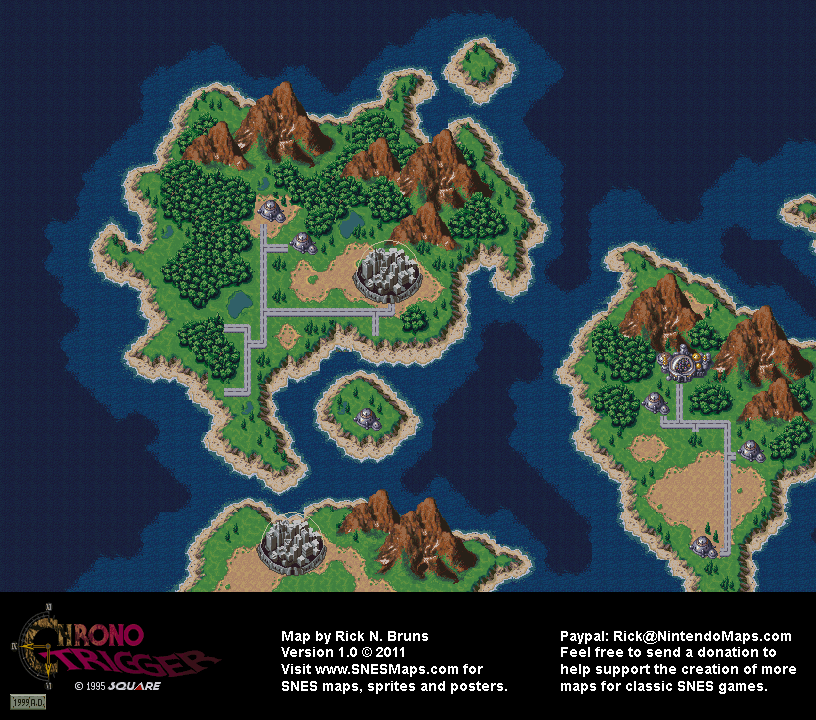 CHRONO
TRIGGER
© 1995 SQUARE
1999 A.D.
Map by Rick N. Bruns
Version 1.0 © 2011
Visit www.SNESMaps.com for
SNES maps, sprites and posters.
Paypal: Rick@NintendoMaps.com
Feel free to send a donation to
help support the creation of more
maps for classic SNES games.